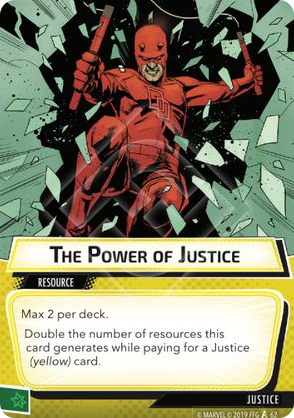 THE POWER OF JUSTICE
RESOURCE
Max 2 per deck.
Double the number of resources this
card generates while paying for a Justice
(yellow) card.
JUSTICE
© MARVEL © 2019 FFG 62